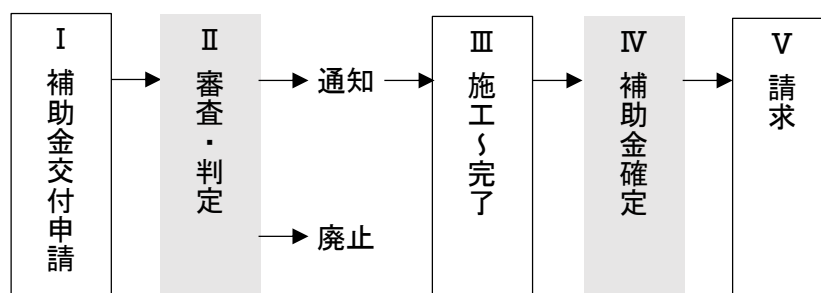 Ⅰ 補助金交付申請
Ⅱ 審査・判定
通知
廃止
Ⅲ 施工～完了
Ⅳ 補助金確定
Ⅴ 請求